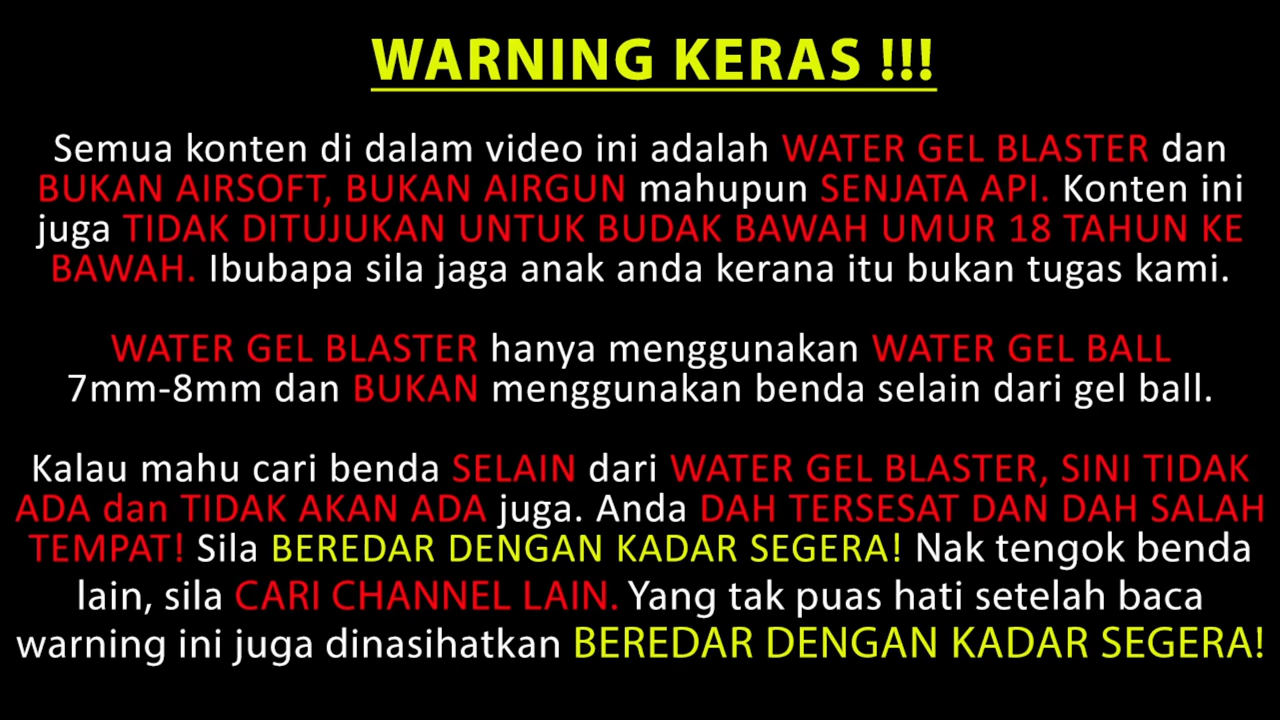 WARNING KERAS !!!
Semua konten di dalam video ini adalah WATER GEL BLASTER dan
BUKAN AIRSOFT, BUKAN AIRGUN mahupun SENJATA API. Konten ini
juga TIDAK DITUJUKAN UNTUK BUDAK BAWAH UMUR 18 TAHUN KE
BAWAH. Ibubapa sila jaga anak anda kerana itu bukan tugas kami.
WATER GEL BLASTER hanya menggunakan WATER GEL BALL
7mm-8mm dan BUKAN menggunakan benda selain dari gel ball.
Kalau mahu cari benda SELAIN dari WATER GEL BLASTER, SINI TIDAK
ADA dan TIDAK AKAN ADA juga. Anda DAH TERSESAT DAN DAH SALAH
TEMPAT! Sila BEREDAR DENGAN KADAR SEGERA! Nak tengok benda
lain, sila CARI CHANNEL LAIN. Yang tak puas hati setelah baca
warning ini juga dinasihatkan BEREDAR DENGAN KADAR SEGERA!